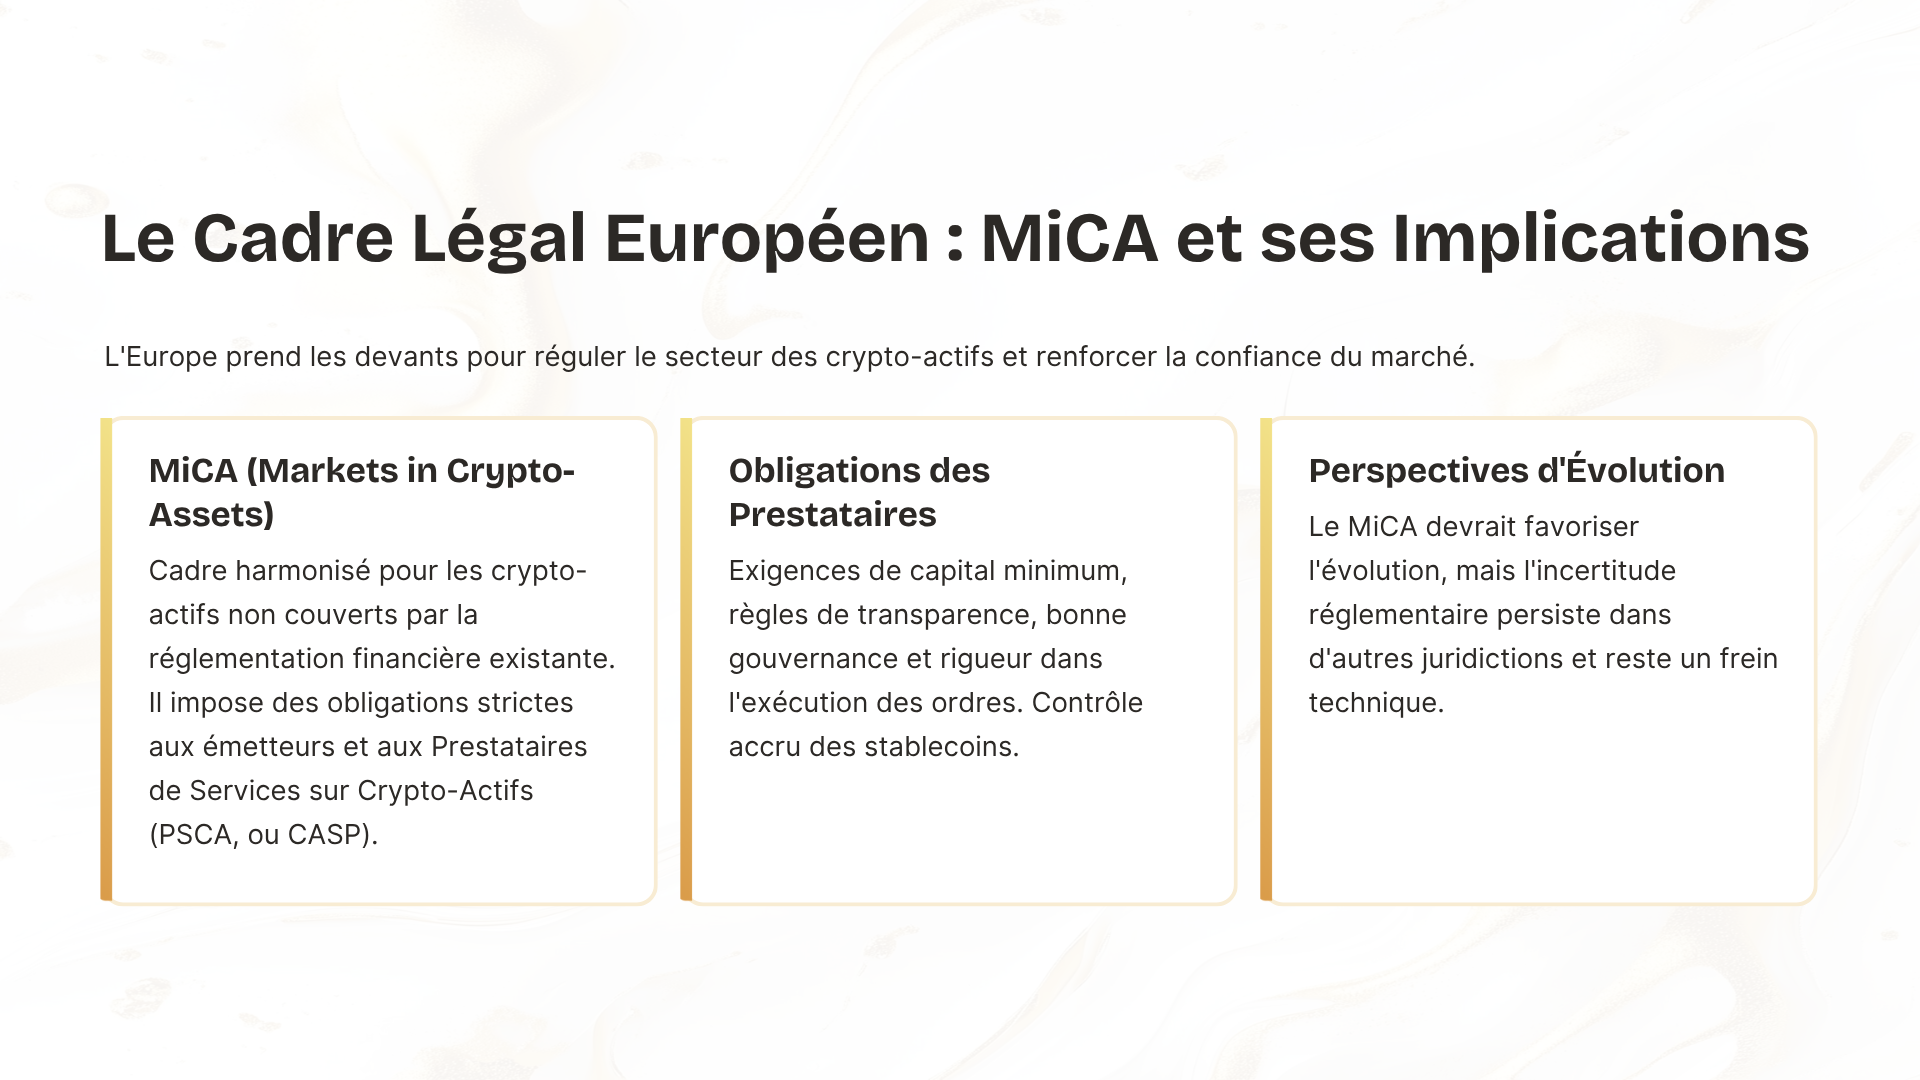 Le Cadre Légal Européen : MiCA et ses Implications
L'Europe prend les devants pour réguler le secteur des crypto-actifs et renforcer la confiance du marché.
MiCA (Markets in Crypto-
Assets)
Cadre harmonisé pour les crypto-
actifs non couverts par la
réglementation financière existante.
Il impose des obligations strictes
aux émetteurs et aux Prestataires
de Services sur Crypto-Actifs
(PSCA, ou CASP).
Obligations des
Prestataires
Exigences de capital minimum,
règles de transparence, bonne
gouvernance et rigueur dans
l'exécution des ordres. Contrôle
accru des stablecoins.
Perspectives d'Évolution
Le MiCA devrait favoriser
l'évolution, mais l'incertitude
réglementaire persiste dans
d'autres juridictions et reste un frein
technique.